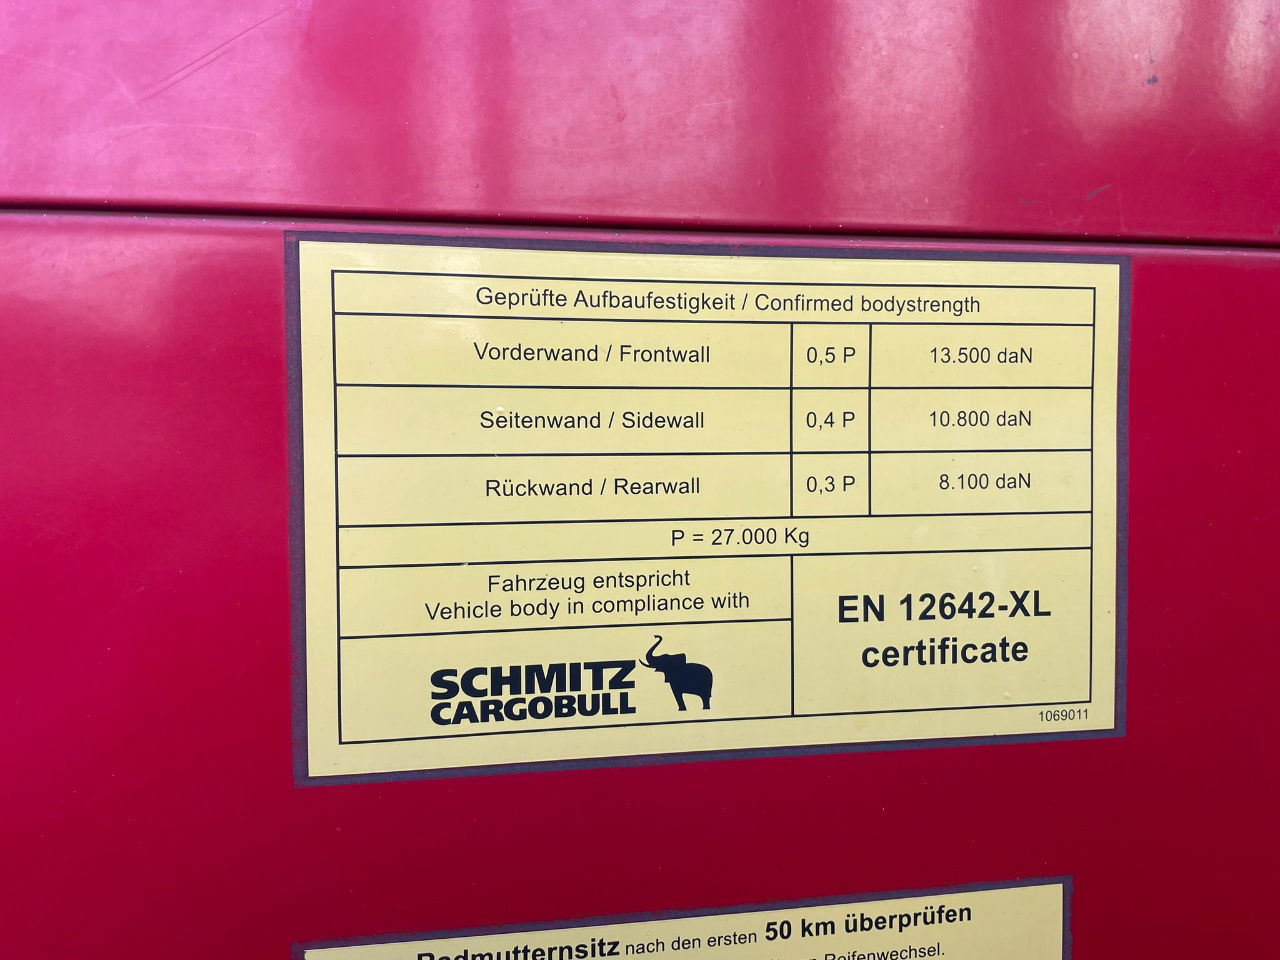 Geprüfte Aufbaufestigkeit / Confirmed bodystrength
Vorderwand / Frontwall 0,5 P 13.500 daN
Seitenwand / Sidewall 0,4 P 10.800 daN
Rückwand / Rearwall 0,3 P 8.100 daN
P = 27.000 Kg
Fahrzeug entspricht
Vehicle body in compliance with
EN 12642-XL
certificate
SCHMITZ
CARGOBULL
1069011
Radmutternsitz nach den ersten 50 km überprüfen
Reifenwechsel.